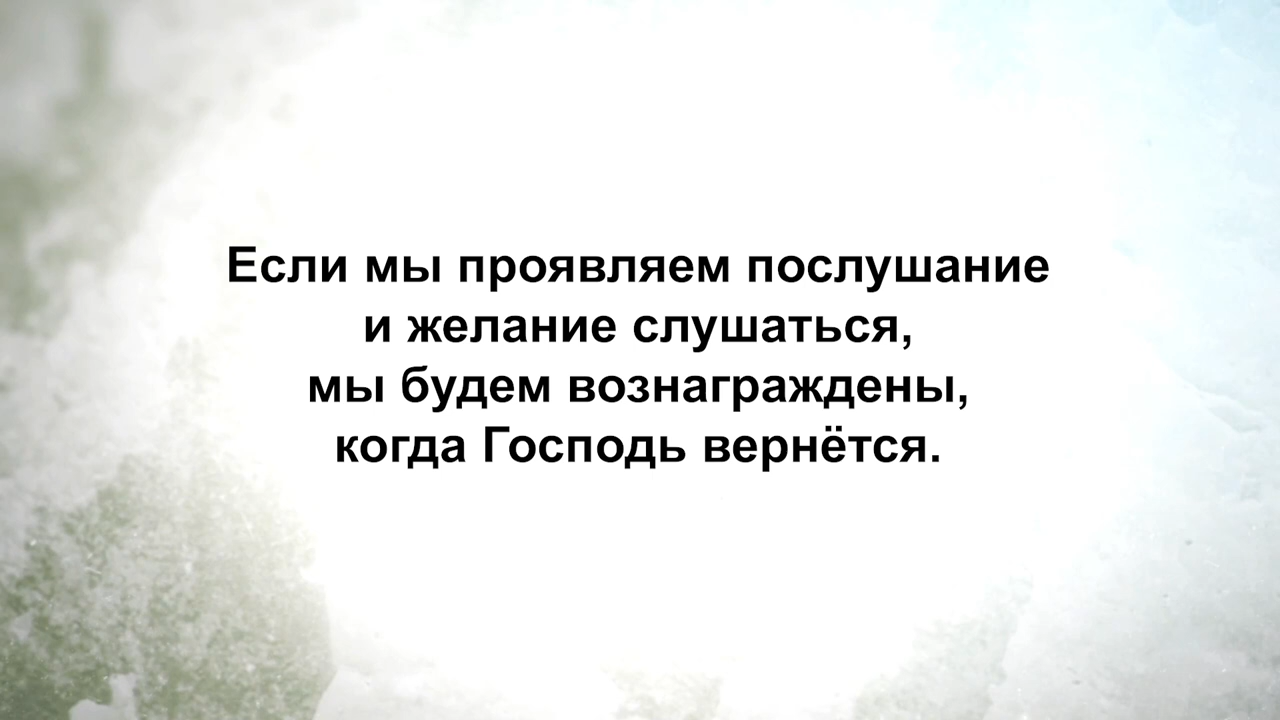 Если мы проявляем послушание
и желание слушаться,
мы будем вознаграждены,
когда Господь вернётся.